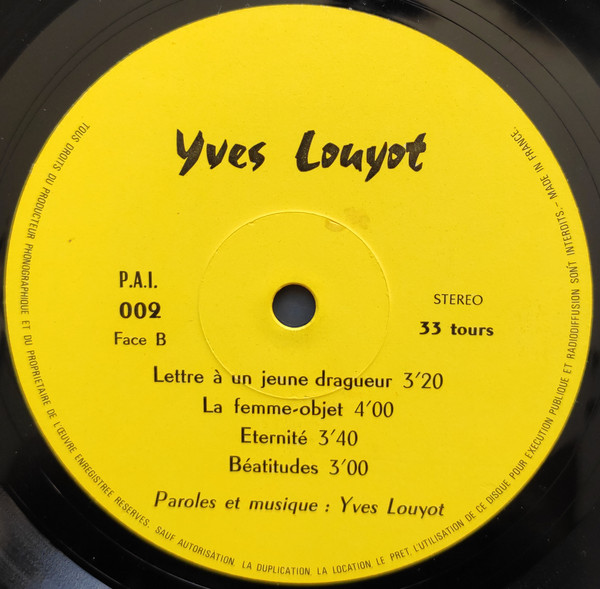 Yves Louyot
P.A.I.
002
Face B
STEREO
33 tours
Lettre à un jeune dragueur 3'20
La femme-objet 4'00
Eternité 3'40
Béatitudes 3'00
Paroles et musique : Yves Louyot
TOUS DROITS DU PRODUCTEUR PHONOGRAPHIQUE ET DU PROPRIETAIRE DE L'ŒUVRE ENREGISTREE RESERVES. SAUF AUTORISATION, LA DUPLICATION, LA LOCATION, LE PRET, L'UTILISATION DE CE DISQUE POUR EXECUTION PUBLIQUE ET RADIODIFFUSION SONT INTERDITS. - MADE IN FRANCE.